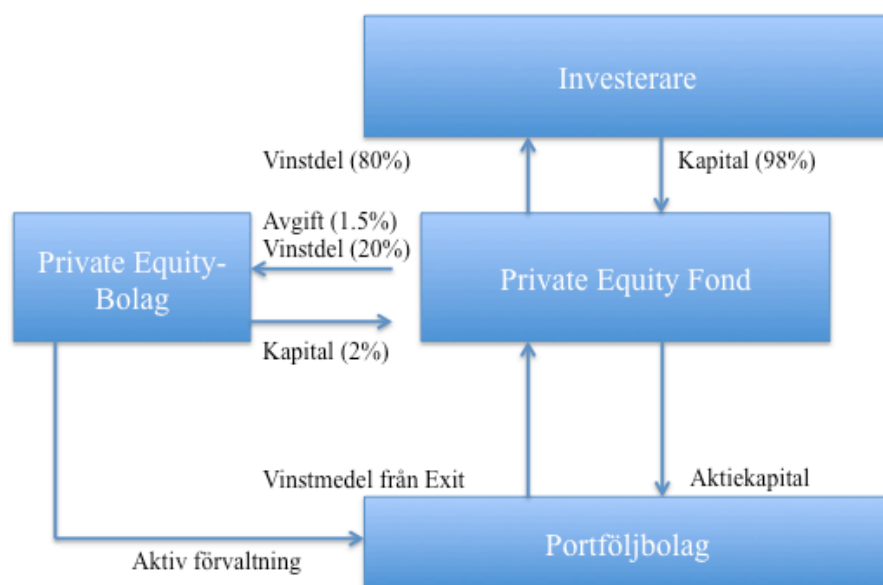 Investerare
Vinstdel (80%)
Kapital (98%)
Avgift (1.5%)
Vinstdel (20%)
Private Equity-
Bolag
Private Equity Fond
Kapital (2%)
Vinstmedel från Exit
Aktiekapital
Portföljbolag
Aktiv förvaltning